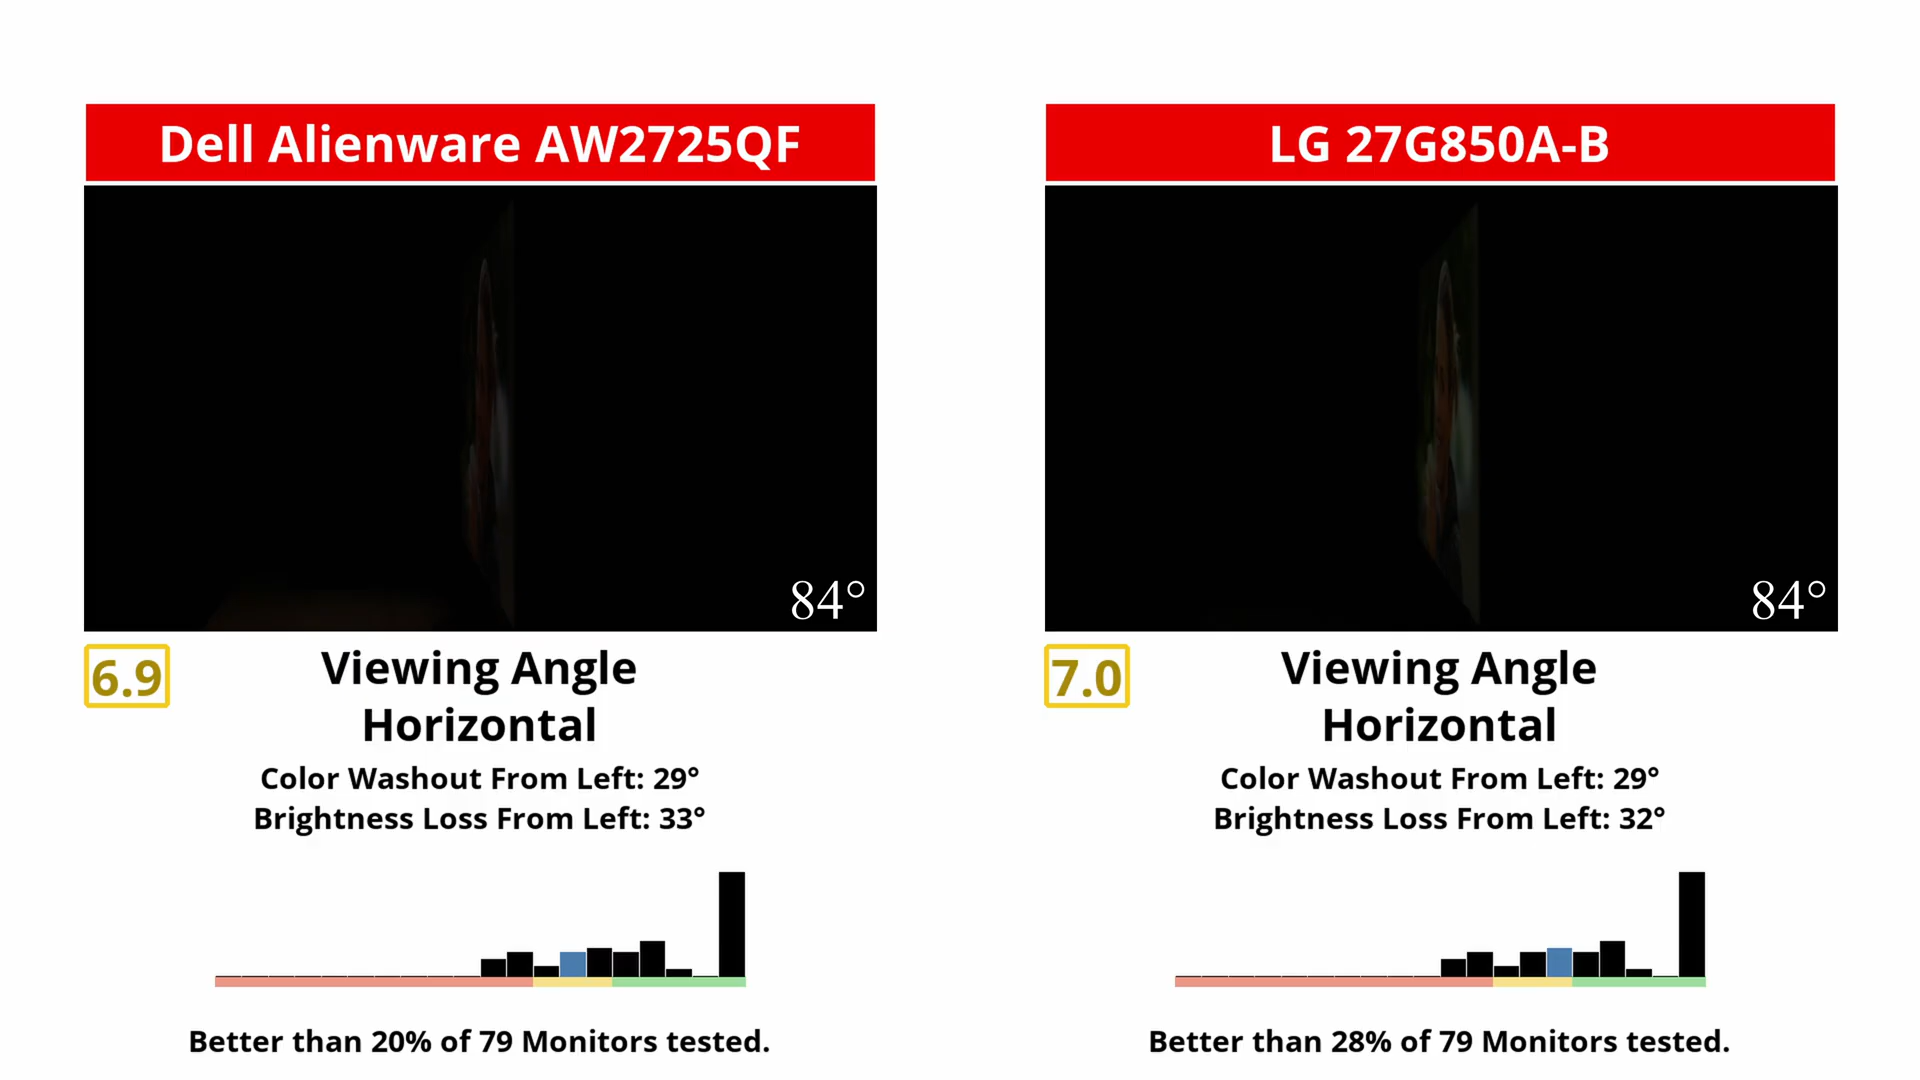 Dell Alienware AW2725QF
84°
6.9
Viewing Angle
Horizontal
Color Washout From Left: 29°
Brightness Loss From Left: 33°
Better than 20% of 79 Monitors tested.
LG 27G850A-B
84°
7.0
Viewing Angle
Horizontal
Color Washout From Left: 29°
Brightness Loss From Left: 32°
Better than 28% of 79 Monitors tested.